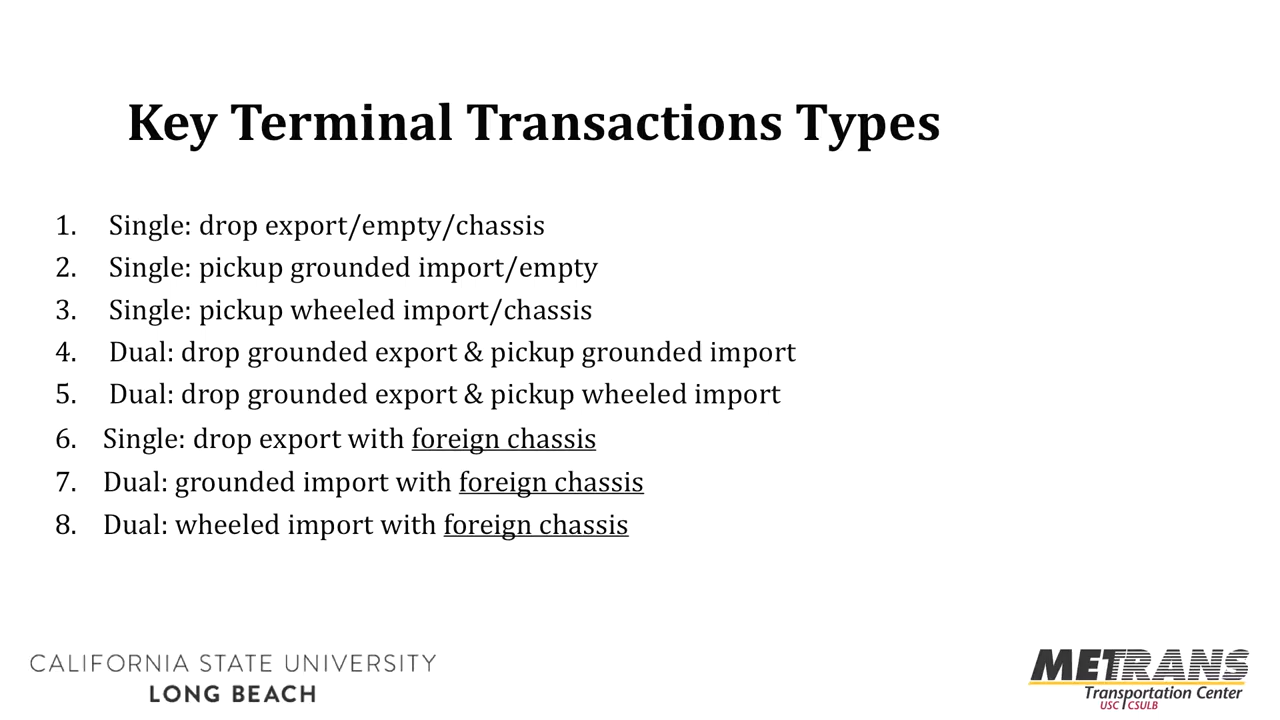 Key Terminal Transactions Types
1. Single: drop export/empty/chassis
2. Single: pickup grounded import/empty
3. Single: pickup wheeled import/chassis
4. Dual: drop grounded export & pickup grounded import
5. Dual: drop grounded export & pickup wheeled import
6. Single: drop export with foreign chassis
7. Dual: grounded import with foreign chassis
8. Dual: wheeled import with foreign chassis
CALIFORNIA STATE UNIVERSITY
LONG BEACH
METRANS
Transportation Center
USC CSULB